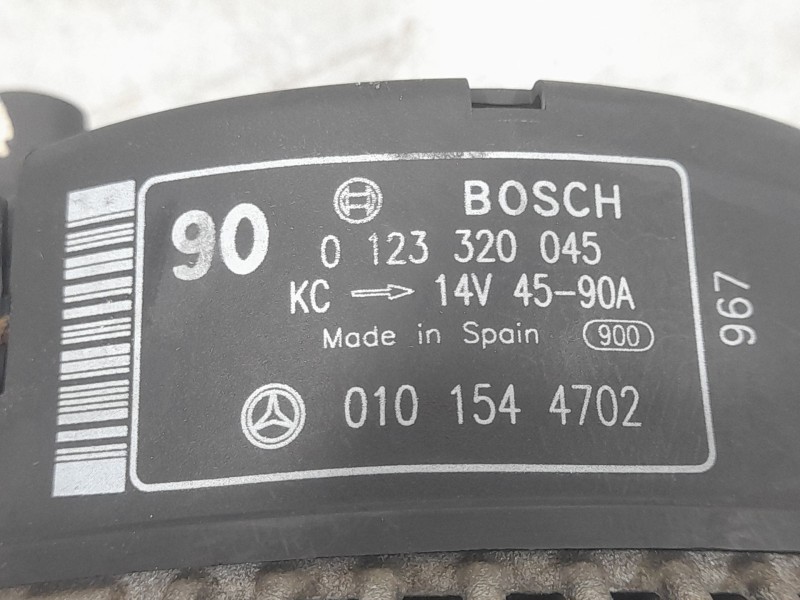 90
BOSCH
0 123 320 045
KC → 14V 45-90A
Made in Spain 900
010 154 4702
967